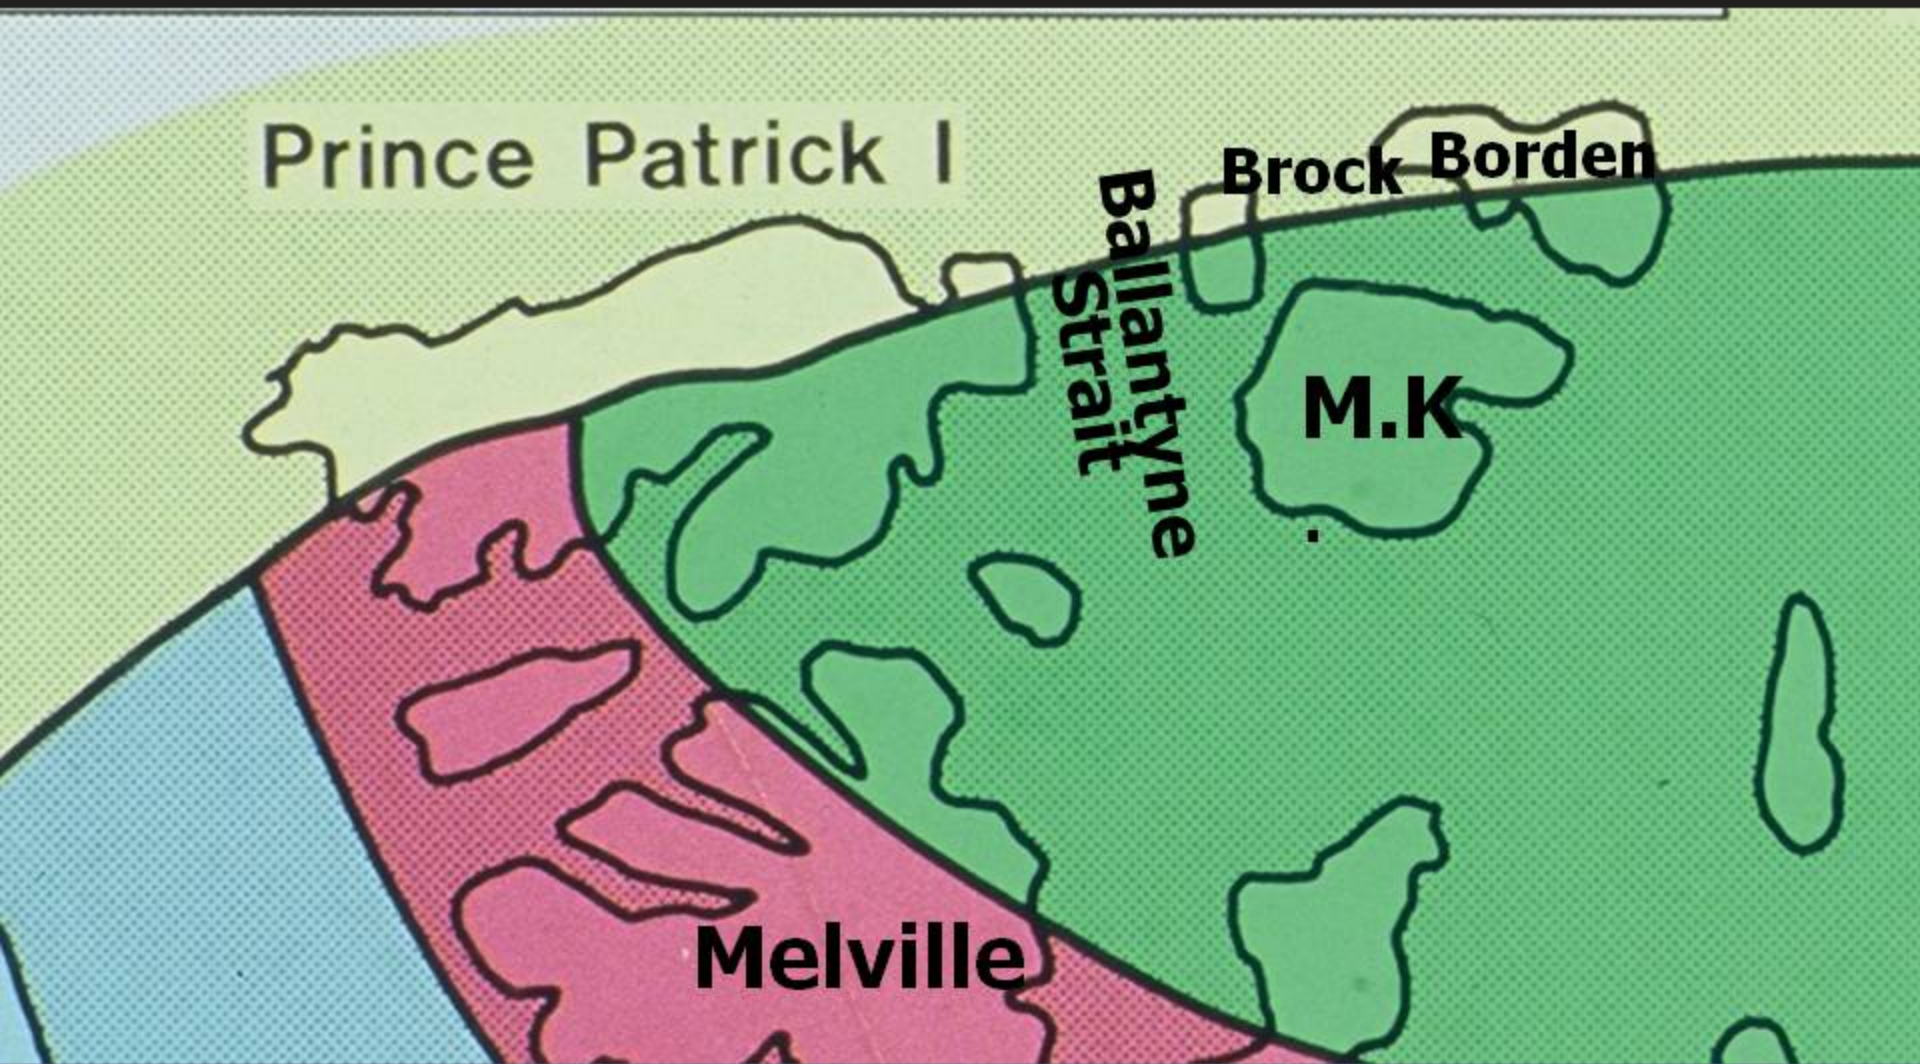 Prince Patrick I
Brock
Borden
Ballantyne
Strait
M.K
Melville